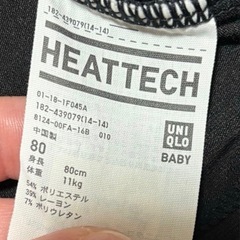 182-439079(14-14)
HEATTECH
01-18-1F045A
182-439079(14-14)
8124-00FA-16B 010
中国製
80
身長 80cm
体重 11kg
54% ポリエステル
39% レーヨン
7% ポリウレタン
UNI
QLO
BABY